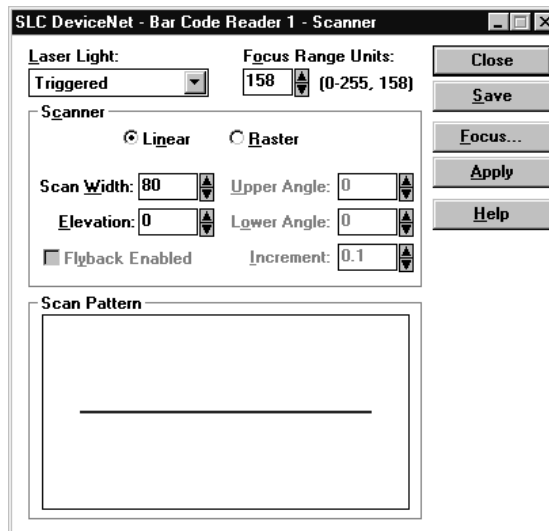 SLC DeviceNet - Bar Code Reader 1 - Scanner
Laser Light:
Triggered
Focus Range Units:
158 (0-255, 158)
Close
Save
Focus...
Apply
Help
Scanner
Linear Raster
Scan Width: 80 Upper Angle: 0
Elevation: 0 Lower Angle: 0
Flyback Enabled Increment: 0.1
Scan Pattern